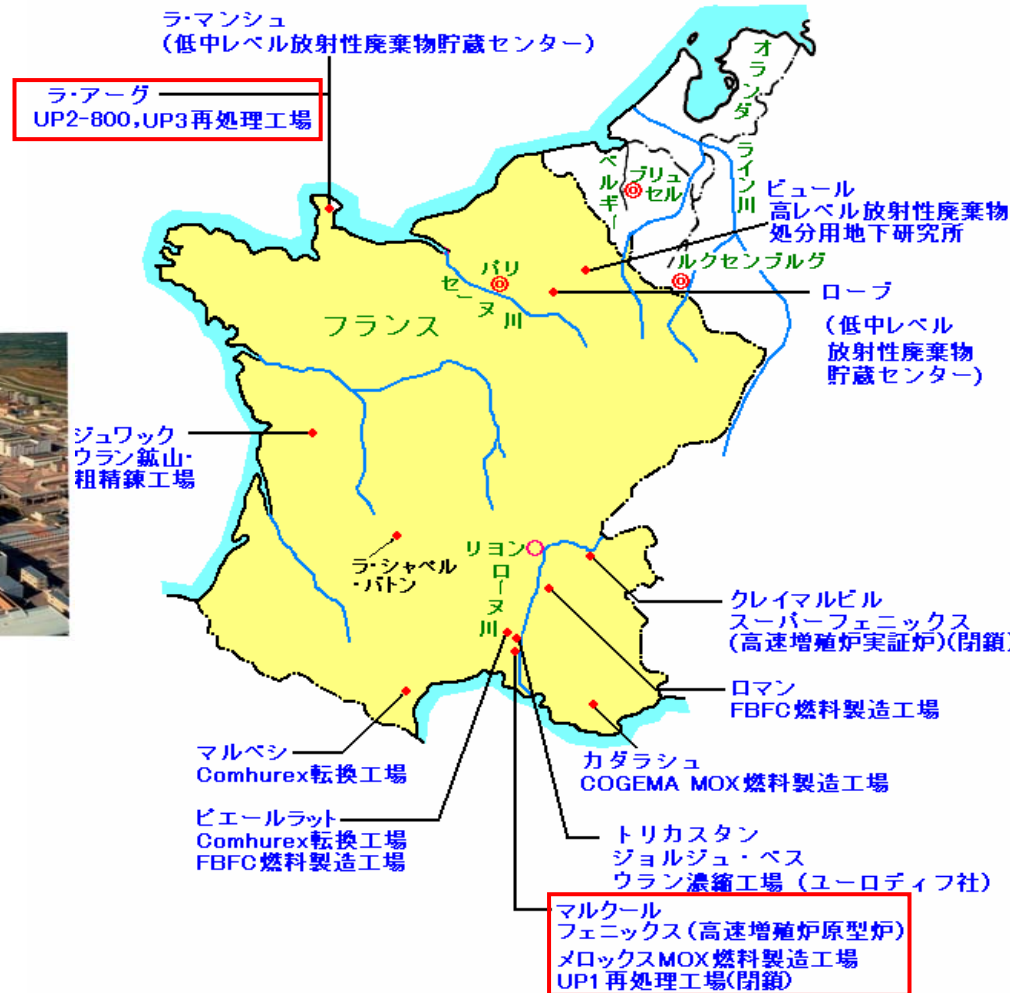 ラ・マンシュ
(低中レベル放射性廃棄物貯蔵センター)
ラ・アーグ
UP2-800,UP3再処理工場
オランダ
ライン川
ベルギー
ブリュ
セル
ビュール
高レベル放射性廃棄物
処分用地下研究所
ルクセンブルグ
パリ
セーヌ川
ローブ
(低中レベル
放射性廃棄物
貯蔵センター)
フランス
ジュワック
ウラン鉱山・
粗精錬工場
ラ・シャペル
・バトン
リヨン
ローヌ川
クレイマルビル
スーパーフェニックス
(高速増殖炉実証炉)(閉鎖)
ロマン
FBFC燃料製造工場
カダラシュ
COGEMA MOX燃料製造工場
マルベシ
Comhurex転換工場
ピエールラット
Comhurex転換工場
FBFC燃料製造工場
トリカスタン
ジョルジュ・ベス
ウラン濃縮工場 (ユーロディフ社)
マルクール
フェニックス(高速増殖炉原型炉)
メロックスMOX燃料製造工場
UP1再処理工場(閉鎖)